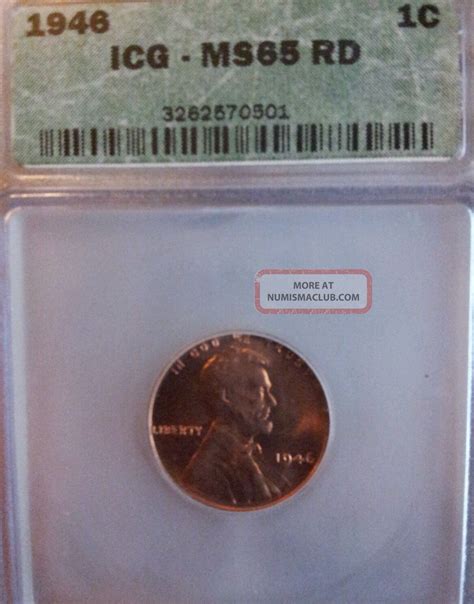 1946 1C
ICG - MS65 RD
3262570501
MORE AT
NUMISMACLUB.COM
IN GOD WE TRUST
LIBERTY
1946